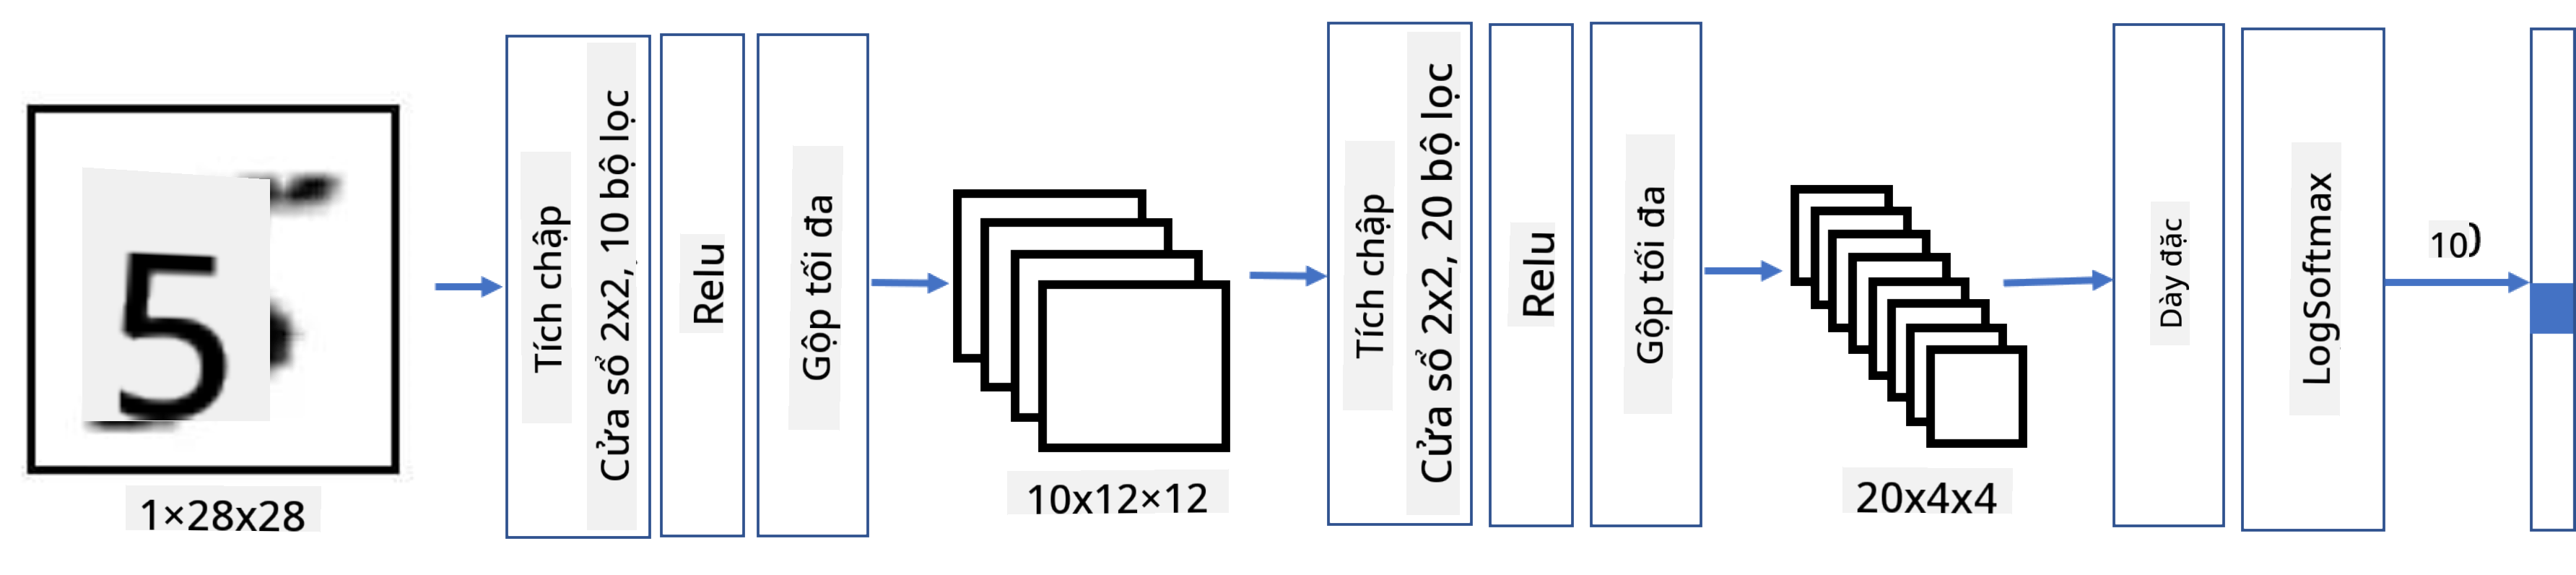 5
1×28x28
Tích chập
Cửa sổ 2x2, 10 bộ lọc
Relu
Gộp tối đa
10x12×12
Tích chập
Cửa sổ 2x2, 20 bộ lọc
Relu
Gộp tối đa
20x4x4
Dày đặc
LogSoftmax
10)